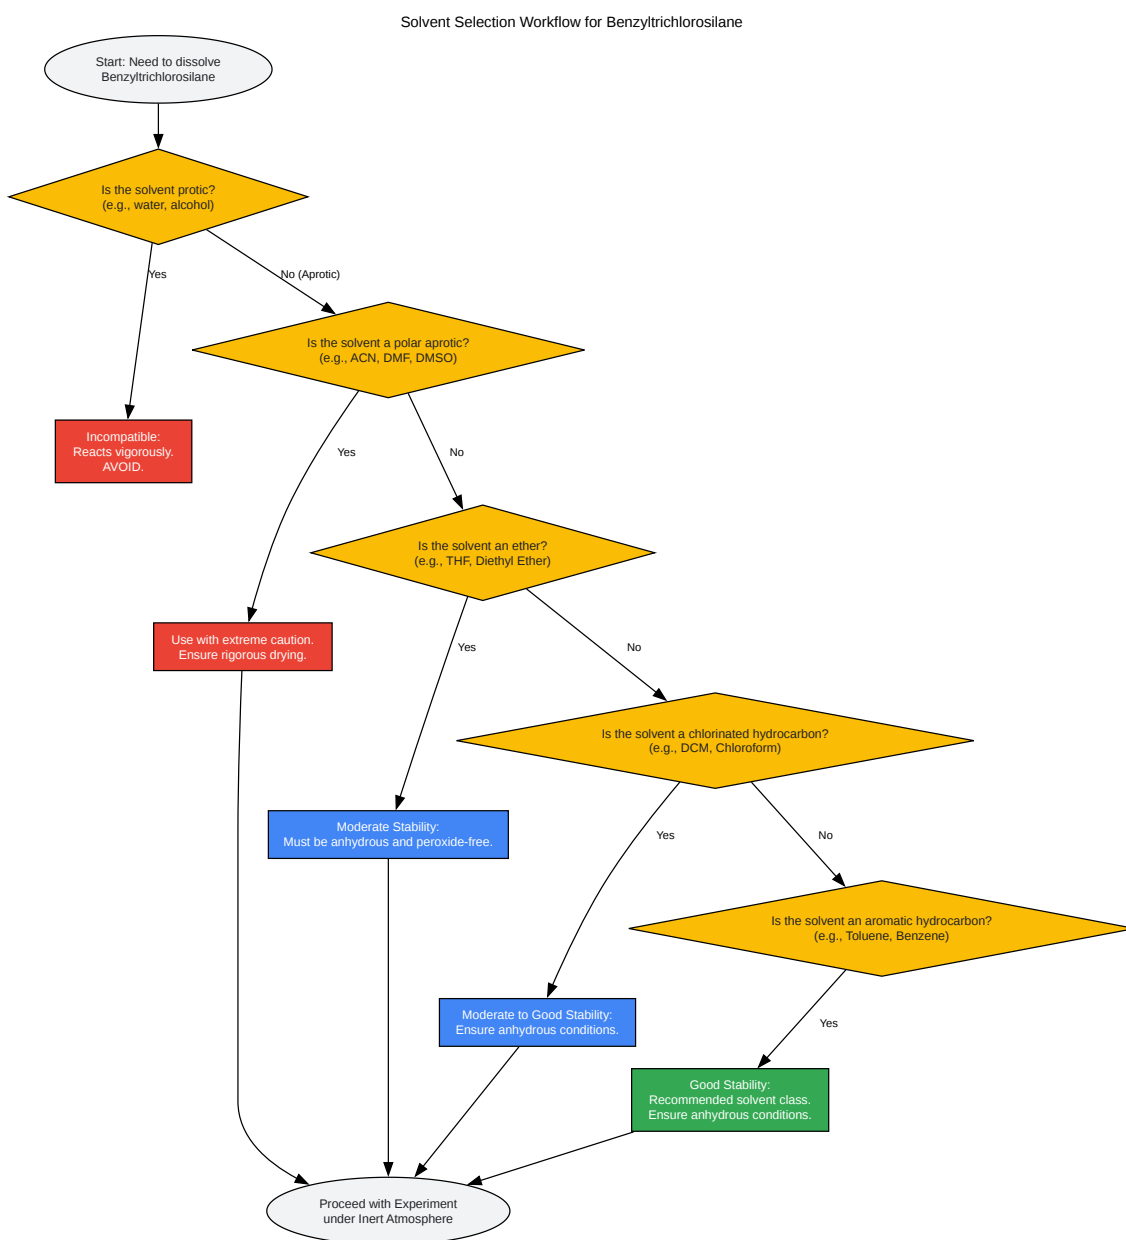 Solvent Selection Workflow for Benzyltrichlorosilane
Start: Need to dissolve
Benzyltrichlorosilane
Is the solvent protic?
(e.g., water, alcohol)
Yes
No (Aprotic)
Is the solvent a polar aprotic?
(e.g., ACN, DMF, DMSO)
Incompatible:
Reacts vigorously.
AVOID.
Yes
No
Is the solvent an ether?
(e.g., THF, Diethyl Ether)
Use with extreme caution.
Ensure rigorous drying.
Yes
No
Is the solvent a chlorinated hydrocarbon?
(e.g., DCM, Chloroform)
Moderate Stability:
Must be anhydrous and peroxide-free.
Yes
No
Is the solvent an aromatic hydrocarbon?
(e.g., Toluene, Benzene)
Moderate to Good Stability:
Ensure anhydrous conditions.
Yes
Good Stability:
Recommended solvent class.
Ensure anhydrous conditions.
Proceed with Experiment
under Inert Atmosphere